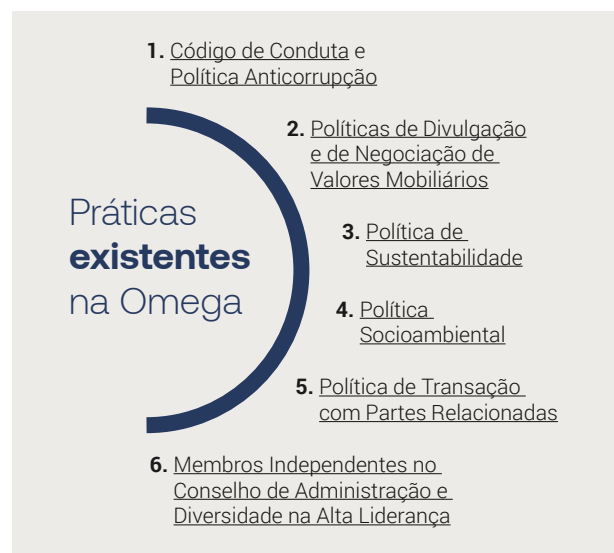 1. Código de Conduta e
Política Anticorrupção
2. Políticas de Divulgação
e de Negociação de
Valores Mobiliários
Práticas
existentes
na Omega
3. Política de
Sustentabilidade
4. Política
Socioambiental
5. Política de Transação
com Partes Relacionadas
6. Membros Independentes no
Conselho de Administração e
Diversidade na Alta Liderança